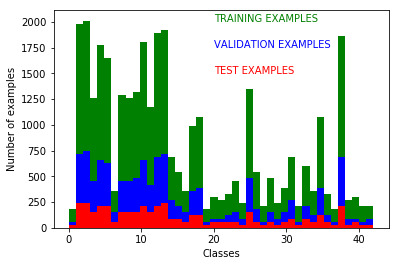 TRAINING EXAMPLES
VALIDATION EXAMPLES
TEST EXAMPLES
Number of examples
2000
1750
1500
1250
1000
750
500
250
0
0
10
20
30
40
Classes